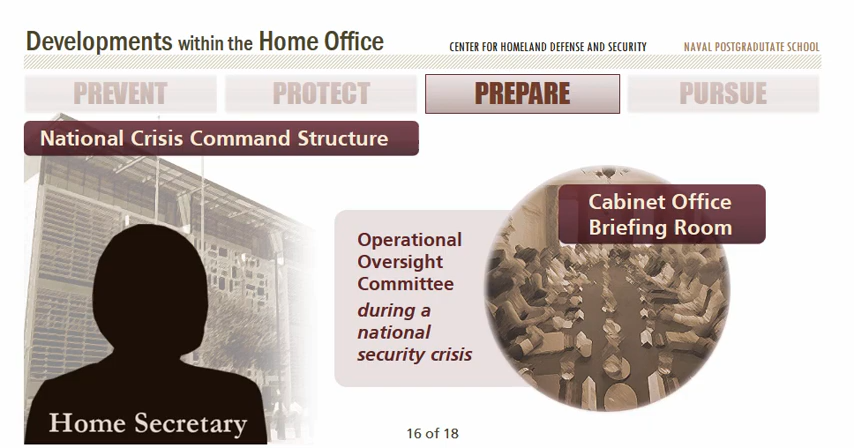 Developments within the Home Office
CENTER FOR HOMELAND DEFENSE AND SECURITY
NAVAL POSTGRADUTATE SCHOOL
PREVENT
PROTECT
PREPARE
PURSUE
National Crisis Command Structure
Cabinet Office
Briefing Room
Operational
Oversight
Committee
during a
national
security crisis
Home Secretary
16 of 18